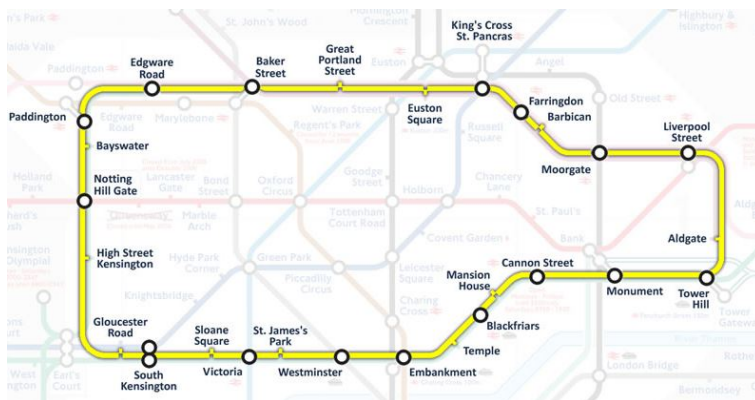 St. John's Wood
Mornington
Crescent
King's Cross
St. Pancras
Highbury &
Islington
Edgware
Road
Baker
Street
Great
Portland
Street
Euston
Angel
Paddington
Paddington
Edgware
Road
Marylebone
Warren Street
Euston
Square
Farringdon
Barbican
Old Street
Liverpool
Street
Bayswater
Regent's Park
Russell
Square
Moorgate
Notting
Hill Gate
Holland
Park
Lancaster
Gate
Bond
Street
Oxford
Circus
Goodge
Street
Holborn
Chancery
Lane
Queensway
Marble
Arch
Tottenham
Court Road
St. Paul's
High Street
Kensington
Hyde Park
Corner
Green Park
Covent Garden
Leicester
Square
Bank
Aldgate
Cannon Street
Mansion
House
Monument
Tower
Hill
Tower
Gateway
Knightsbridge
Piccadilly
Circus
Charing
Cross
Blackfriars
Temple
Gloucester
Road
Sloane
Square
St. James's
Park
South
Kensington
Victoria
Westminster
Embankment
Earl's
Court
London Bridge
Bermondsey